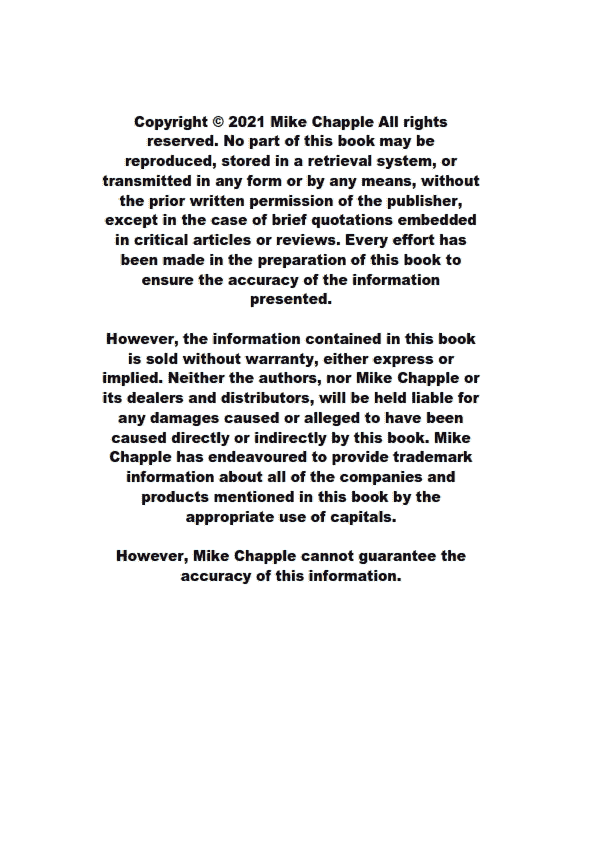 Copyright © 2021 Mike Chapple All rights
reserved. No part of this book may be
reproduced, stored in a retrieval system, or
transmitted in any form or by any means, without
the prior written permission of the publisher,
except in the case of brief quotations embedded
in critical articles or reviews. Every effort has
been made in the preparation of this book to
ensure the accuracy of the information
presented.
However, the information contained in this book
is sold without warranty, either express or
implied. Neither the authors, nor Mike Chapple or
its dealers and distributors, will be held liable for
any damages caused or alleged to have been
caused directly or indirectly by this book. Mike
Chapple has endeavoured to provide trademark
information about all of the companies and
products mentioned in this book by the
appropriate use of capitals.
However, Mike Chapple cannot guarantee the
accuracy of this information.